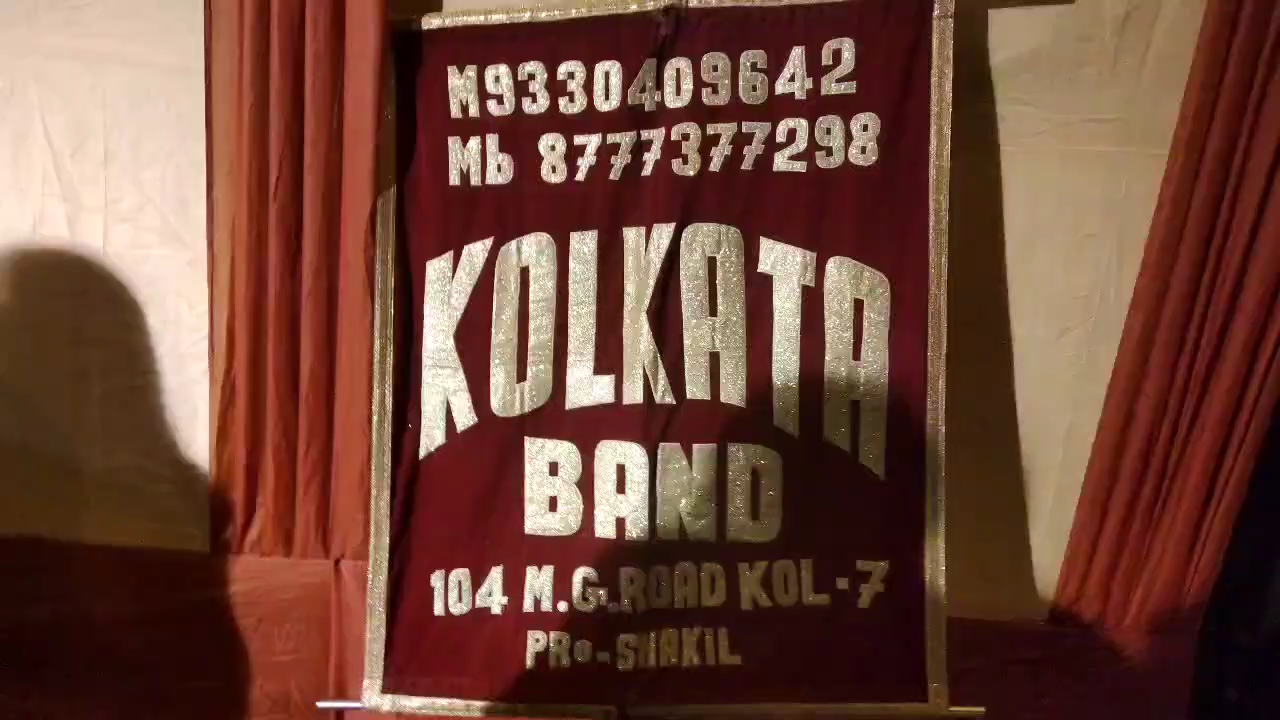 M9330409642
Mb 8777377298
KOLKATA
BAND
104 M.G.ROAD KOL-7
PRo-SHAKIL